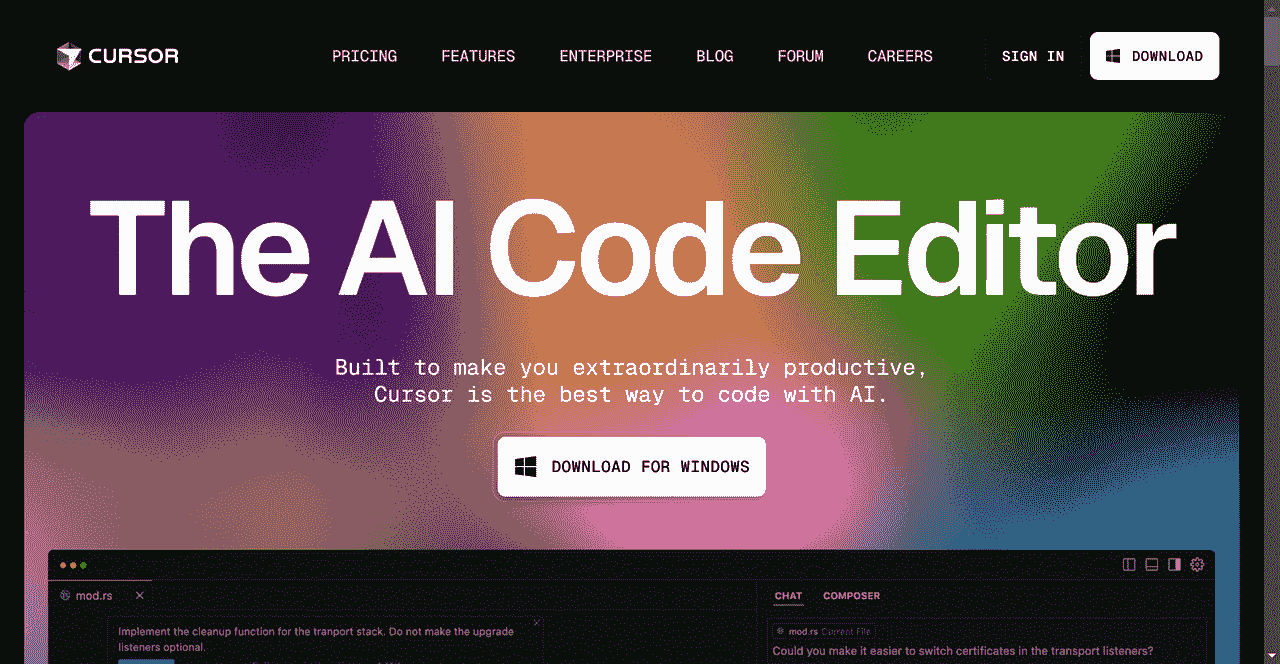 CURSOR
PRICING FEATURES ENTERPRISE BLOG FORUM CAREERS SIGN IN DOWNLOAD
The AI Code Editor
Built to make you extraordinarily productive,
Cursor is the best way to code with AI.
DOWNLOAD FOR WINDOWS
mod.rs
Implement the cleanup function for the tranport stack. Do not make the upgrade
listeners optional.
CHAT COMPOSER
mod.rs Current File
Could you make it easier to switch certificates in the transport listeners?